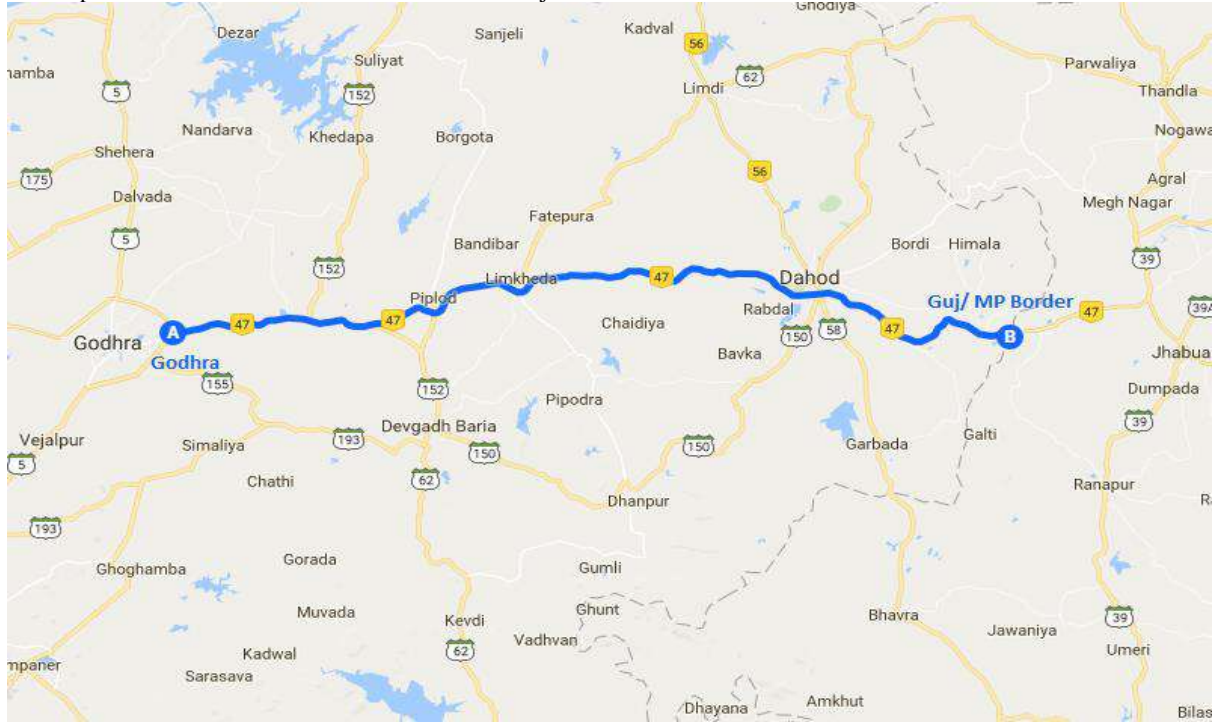 Ghodiya
Dezar
Sanjeli
Kadval
56
Suliyat
Parwaliya
62
hamba
5
152
Limdi
Thandla
Nandarva
Khedapa
Borgota
Nogawa
Shehera
175
56
Agral
Dalvada
Megh Nagar
Fatepura
5
Bandibar
Bordi
Himala
152
39
Limkheda
47
Dahod
Piplod
Guj/ MP Border
39A
A
47
47
Rabdal
47
47
Godhra
Chaidiya
150
58
B
Godhra
Bavka
Jhabua
155
152
Dumpada
Pipodra
Vejalpur
Simaliya
193
Devgadh Baria
39
5
150
150
Garbada
Galti
Chathi
62
Ranapur
Dhanpur
193
Gorada
Ghoghamba
Gumli
Muvada
Kevdi
Ghunt
Bhavra
39
Jawaniya
Kadwal
62
Vadhvan
Umeri
mpaner
Sarasava
Dhayana
Amkhut
Bilas